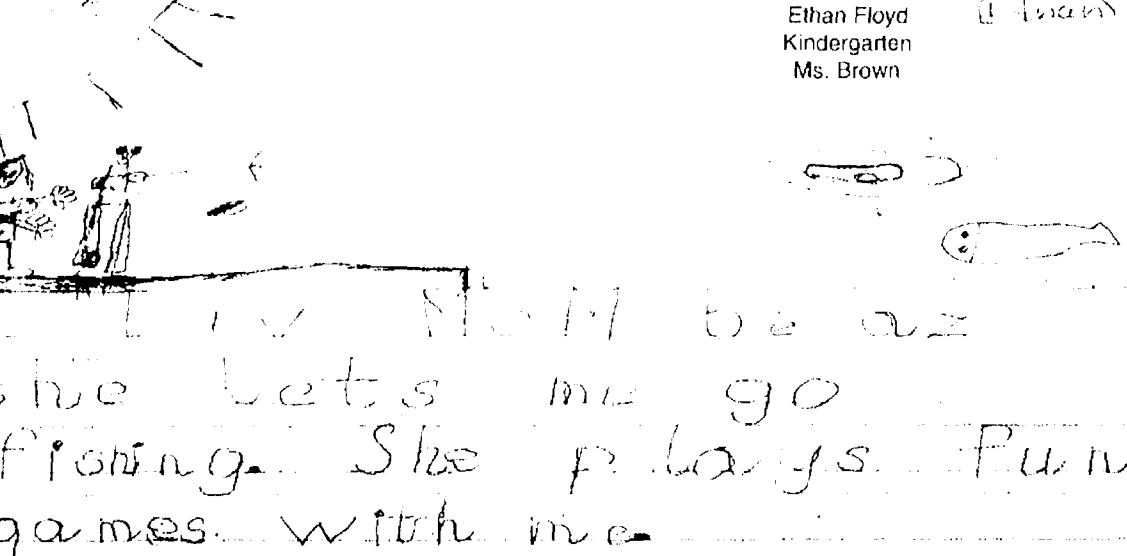 Ethan Floyd
(Ethan)
Kindergarten
Ms. Brown
I Lv MoM be az
she Lets me go
fishing. She plays Fun
games with me.